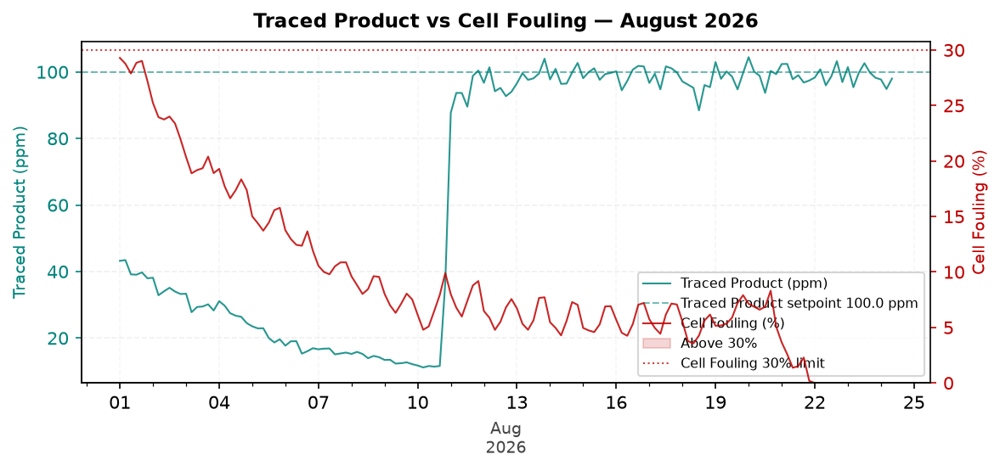 Traced Product vs Cell Fouling — August 2026
Traced Product (ppm)
100
80
60
40
20
30
25
20
15
10
5
0
Cell Fouling (%)
Traced Product (ppm)
Traced Product setpoint 100.0 ppm
Cell Fouling (%)
Above 30%
Cell Fouling 30% limit
01
04
07
10
13
16
19
22
25
Aug
2026